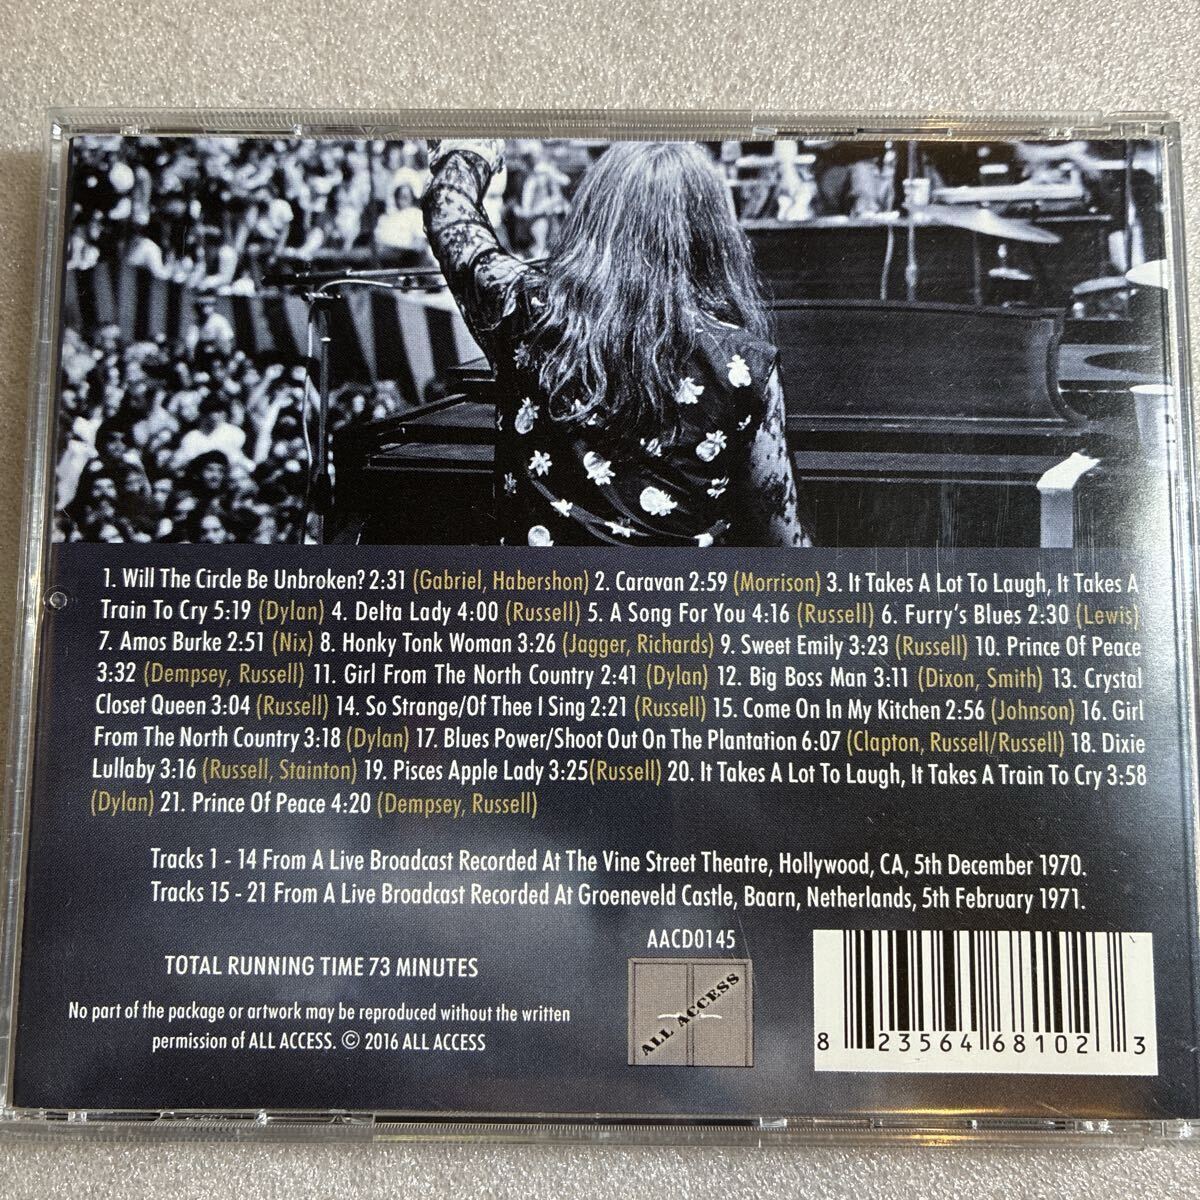 1. Will The Circle Be Unbroken? 2:31 (Gabriel, Habershon) 2. Caravan 2:59 (Morrison) 3. It Takes A Lot To Laugh, It Takes A
Train To Cry 5:19 (Dylan) 4. Delta Lady 4:00 (Russell) 5. A Song For You 4:16 (Russell) 6. Furry's Blues 2:30 (Lewis)
7. Amos Burke 2:51 (Nix) 8. Honky Tonk Woman 3:26 (Jagger, Richards) 9. Sweet Emily 3:23 (Russell) 10. Prince Of Peace
3:32 (Dempsey, Russell) 11. Girl From The North Country 2:41 (Dylan) 12. Big Boss Man 3:11 (Dixon, Smith) 13. Crystal
Closet Queen 3:04 (Russell) 14. So Strange/Of Thee I Sing 2:21 (Russell) 15. Come On In My Kitchen 2:56 (Johnson) 16. Girl
From The North Country 3:18 (Dylan) 17. Blues Power/Shoot Out On The Plantation 6:07 (Clapton, Russell/Russell) 18. Dixie
Lullaby 3:16 (Russell, Stainton) 19. Pisces Apple Lady 3:25(Russell) 20. It Takes A Lot To Laugh, It Takes A Train To Cry 3:58
(Dylan) 21. Prince Of Peace 4:20 (Dempsey, Russell)
Tracks 1 - 14 From A Live Broadcast Recorded At The Vine Street Theatre, Hollywood, CA, 5th December 1970.
Tracks 15 - 21 From A Live Broadcast Recorded At Groeneveld Castle, Baarn, Netherlands, 5th February 1971.
TOTAL RUNNING TIME 73 MINUTES
No part of the package or artwork may be reproduced without the written
permission of ALL ACCESS. © 2016 ALL ACCESS
AACD0145
ALL ACCESS
8 23564 68102 3